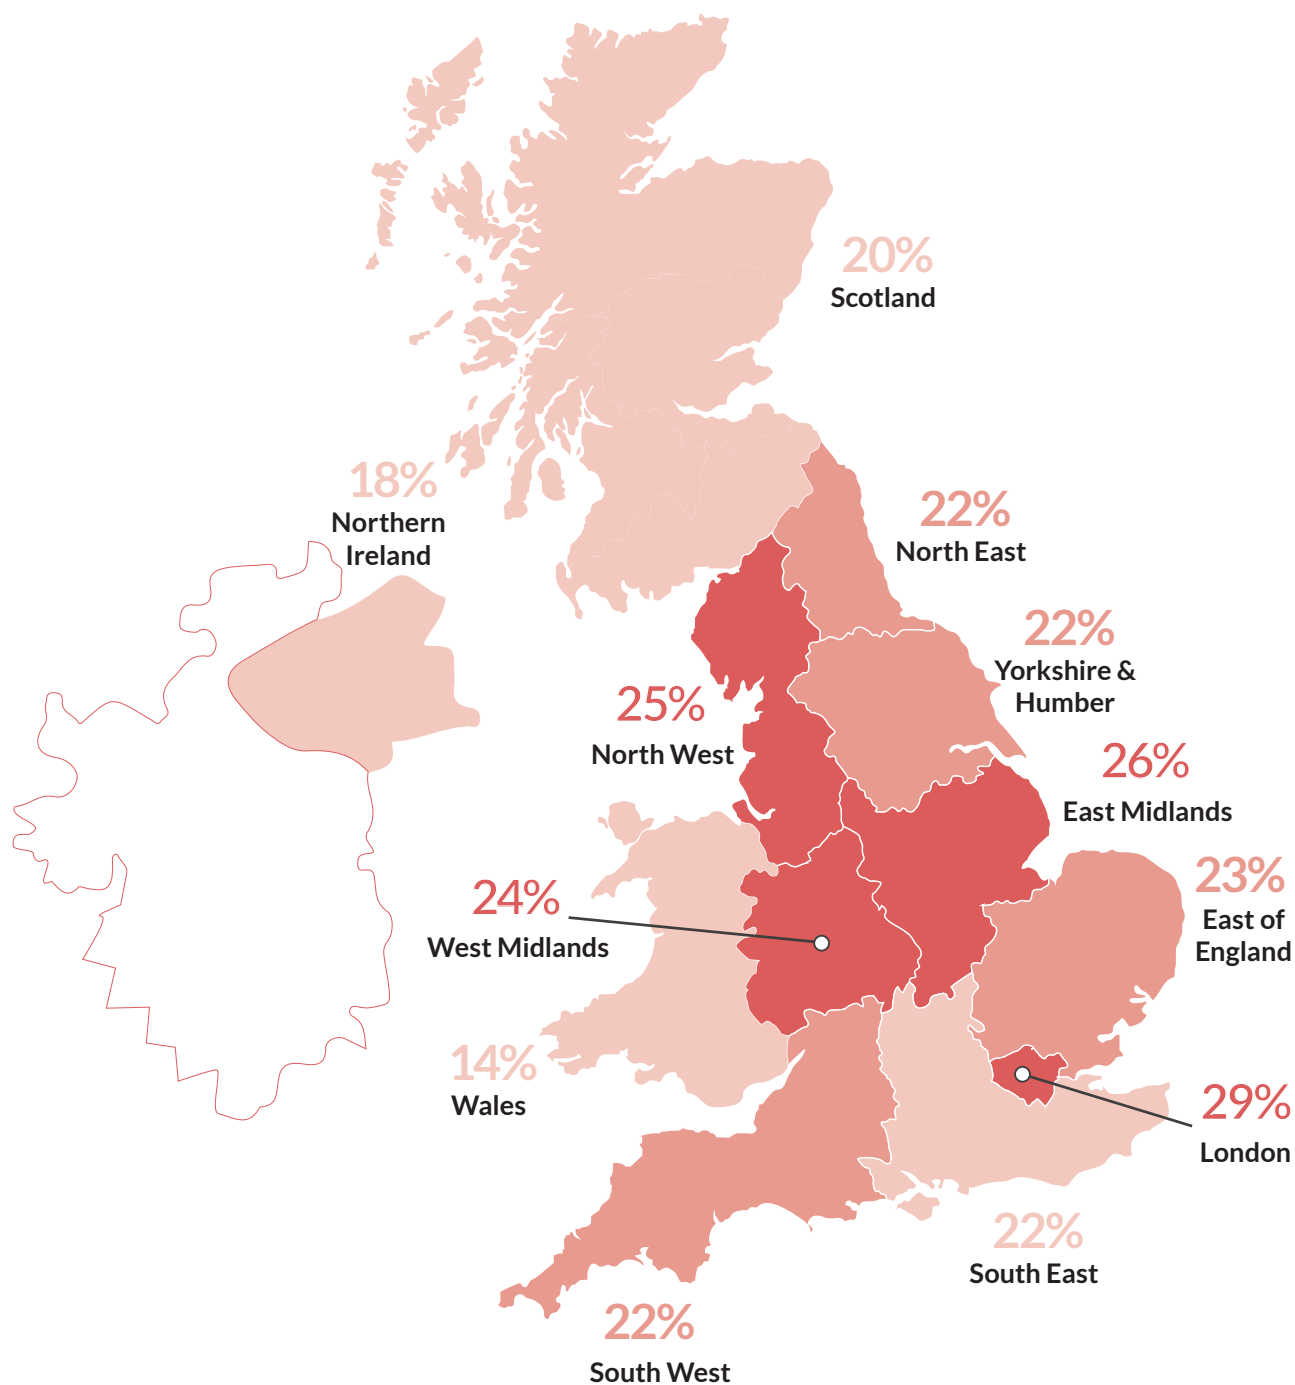 20%
Scotland
18%
Northern
Ireland
22%
North East
22%
Yorkshire &
Humber
25%
North West
26%
East Midlands
23%
East of
England
24%
West Midlands
14%
Wales
29%
London
22%
South East
22%
South West